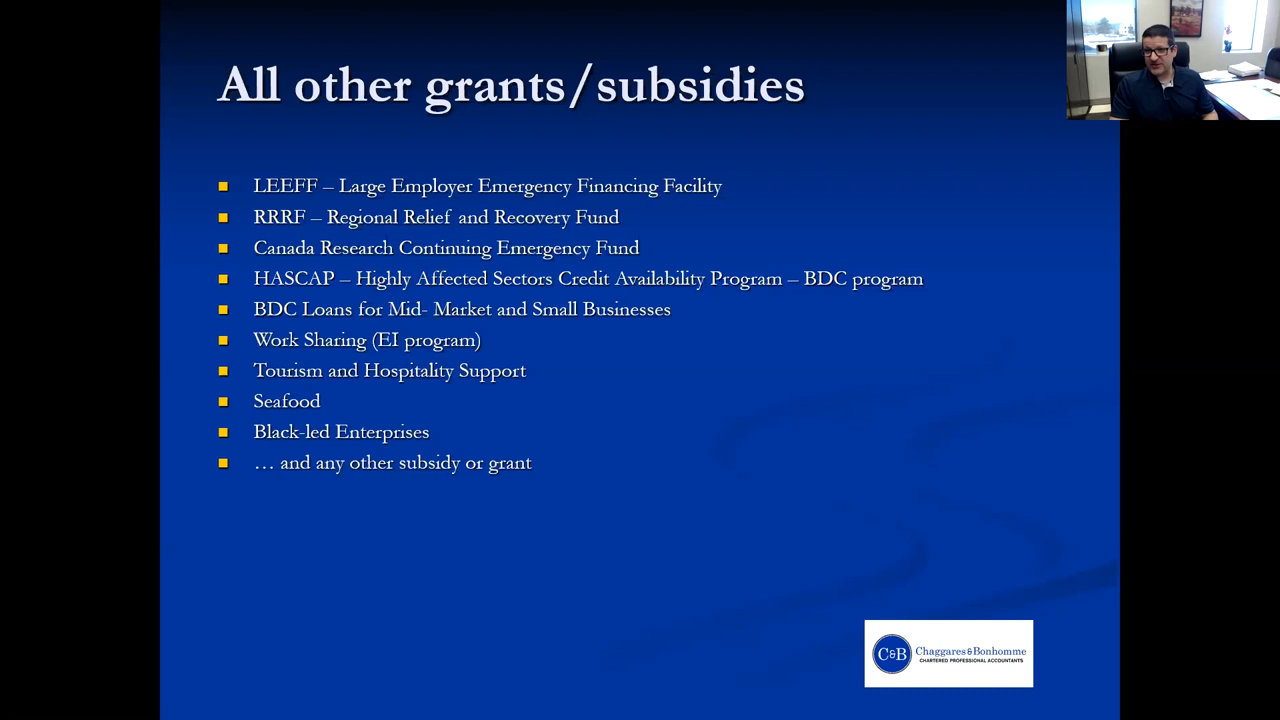 All other grants/subsidies
LEEFF – Large Employer Emergency Financing Facility
RRRF – Regional Relief and Recovery Fund
Canada Research Continuing Emergency Fund
HASCAP – Highly Affected Sectors Credit Availability Program – BDC program
BDC Loans for Mid- Market and Small Businesses
Work Sharing (EI program)
Tourism and Hospitality Support
Seafood
Black-led Enterprises
… and any other subsidy or grant
C&B Chaggares & Bonhomme
CHARTERED PROFESSIONAL ACCOUNTANTS